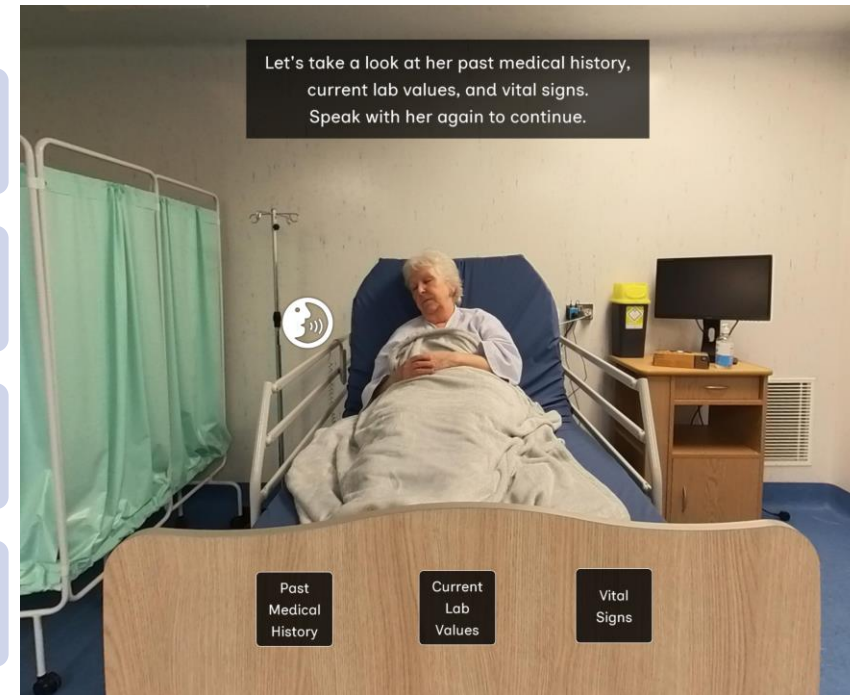 Let's take a look at her past medical history,
current lab values, and vital signs.
Speak with her again to continue.
Past
Medical
History
Current
Lab
Values
Vital
Signs